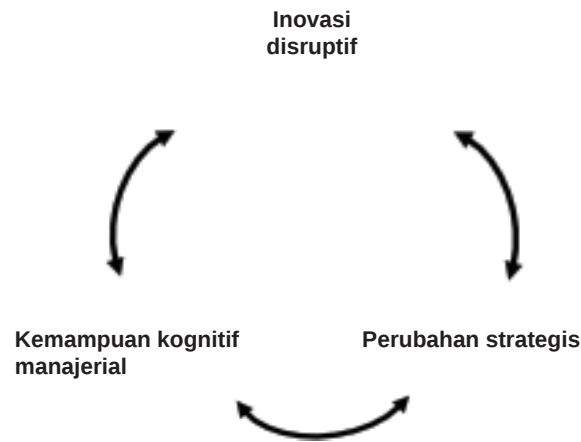 Inovasi
disruptif
Kemampuan kognitif
manajerial
Perubahan strategis